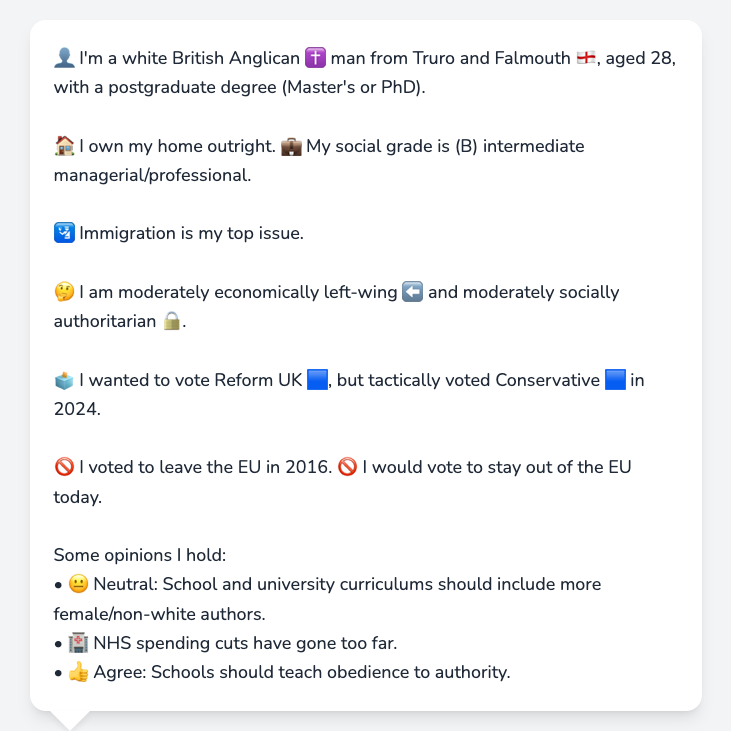 👤 I'm a white British Anglican ✝️ man from Truro and Falmouth 🏴󠁧󠁢󠁥󠁮󠁧󠁿, aged 28,
with a postgraduate degree (Master's or PhD).
🏠 I own my home outright. 💼 My social grade is (B) intermediate
managerial/professional.
🛂 Immigration is my top issue.
🤔 I am moderately economically left-wing ⬅️ and moderately socially
authoritarian 🔒.
🗳️ I wanted to vote Reform UK 🟦, but tactically voted Conservative 🟦 in
2024.
🚫 I voted to leave the EU in 2016. 🚫 I would vote to stay out of the EU
today.
Some opinions I hold:
• 😐 Neutral: School and university curriculums should include more
female/non-white authors.
• 🏥 NHS spending cuts have gone too far.
• 👍 Agree: Schools should teach obedience to authority.